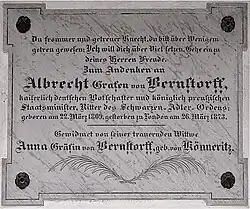 Du frommer und getreuer Knecht, du bist über Wenigem
getreu gewesen Ich will dich über Viel setzen. Gehe ein zu
deines Herren Freude.
Zum Andenken an
Albrecht Grafen von Bernstorff,
kaiserlich deutschen Botschafter und königlich preussischen
Staatsminister, Ritter des Schwarzen-Adler-Ordens:
geboren am 22. März 1809, gestorben zu London am 26. März 1873.
Gewidmet von seiner trauernden Wittwe
Anna Gräfin von Bernstorff, geb. von Könneritz.